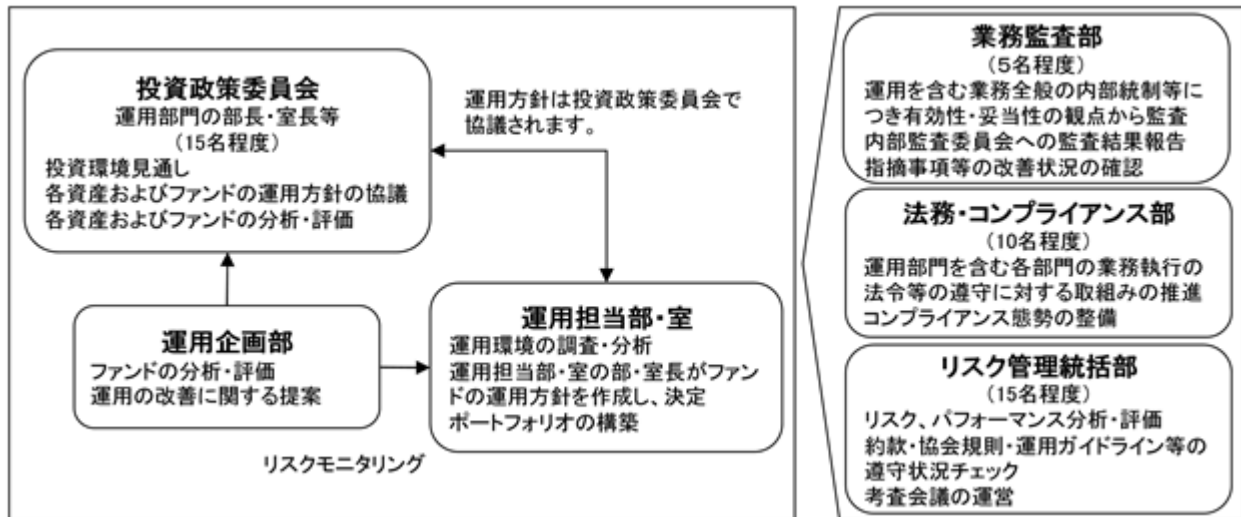 投資政策委員会
運用部門の部長・室長等
(15名程度)
投資環境見通し
各資産およびファンドの運用方針の協議
各資産およびファンドの分析・評価
運用方針は投資政策委員会で
協議されます。
運用企画部
ファンドの分析・評価
運用の改善に関する提案
運用担当部・室
運用環境の調査・分析
運用担当部・室の部・室長がファン
ドの運用方針を作成し、決定
ポートフォリオの構築
リスクモニタリング
業務監査部
(5名程度)
運用を含む業務全般の内部統制等に
つき有効性・妥当性の観点から監査
内部監査委員会への監査結果報告
指摘事項等の改善状況の確認
法務・コンプライアンス部
(10名程度)
運用部門を含む各部門の業務執行の
法令等の遵守に対する取組みの推進
コンプライアンス態勢の整備
リスク管理統括部
(15名程度)
リスク、パフォーマンス分析・評価
約款・協会規則・運用ガイドライン等の
遵守状況チェック
考査会議の運営